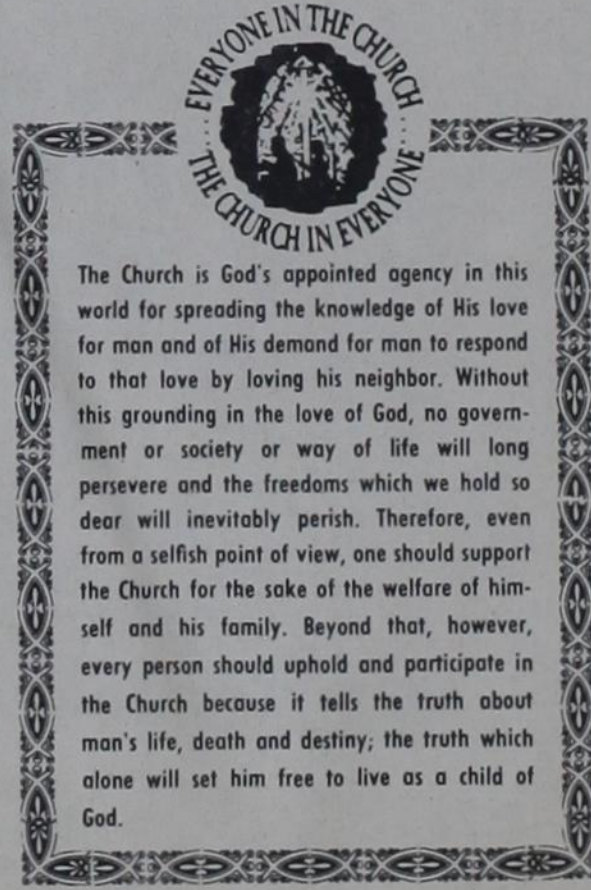 EVERYONE IN THE CHURCH
THE CHURCH IN EVERYONE
The Church is God's appointed agency in this
world for spreading the knowledge of His love
for man and of His demand for man to respond
to that love by loving his neighbor. Without
this grounding in the love of God, no govern-
ment or society or way of life will long
persevere and the freedoms which we hold so
dear will inevitably perish. Therefore, even
from a selfish point of view, one should support
the Church for the sake of the welfare of him-
self and his family. Beyond that, however,
every person should uphold and participate in
the Church because it tells the truth about
man's life, death and destiny; the truth which
alone will set him free to live as a child of
God.